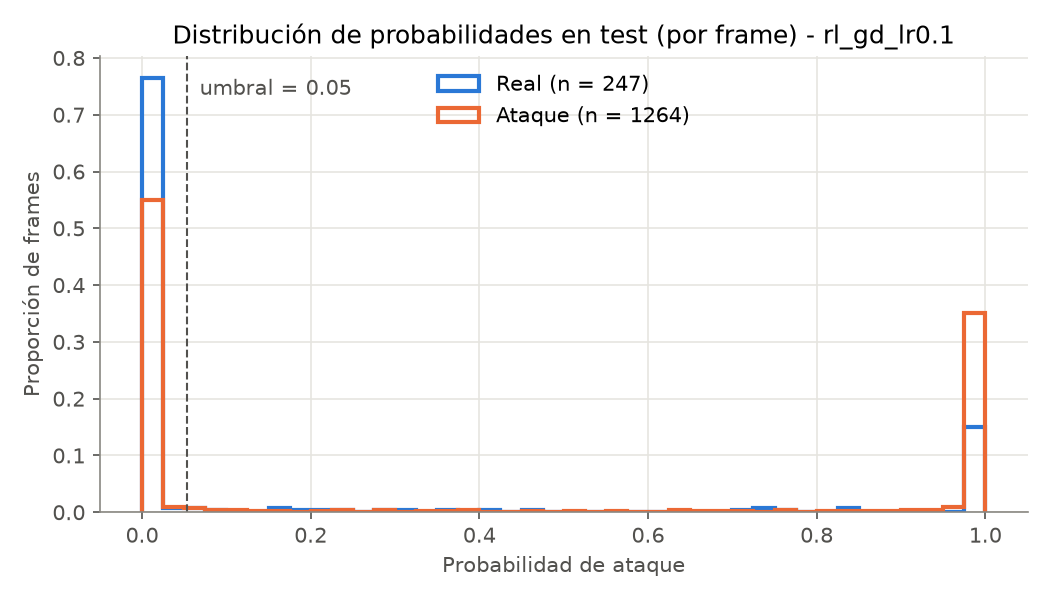 Distribución de probabilidades en test (por frame) - rl_gd_lr0.1
umbral = 0.05
Real (n = 247)
Ataque (n = 1264)
Proporción de frames
0.8
0.7
0.6
0.5
0.4
0.3
0.2
0.1
0.0
0.0 0.2 0.4 0.6 0.8 1.0
Probabilidad de ataque